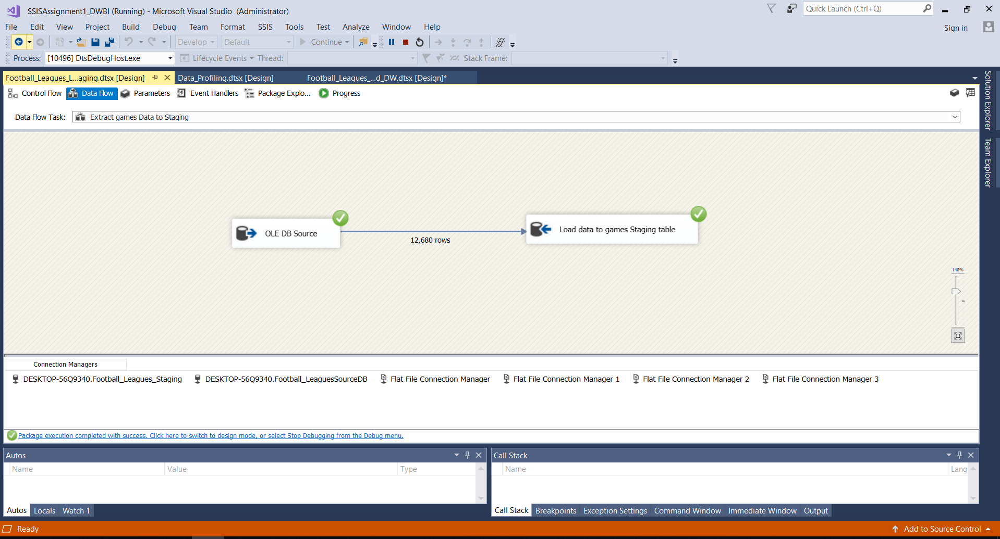 SSISAssignment1_DWBI (Running) - Microsoft Visual Studio (Administrator)
Quick Launch (Ctrl+Q)
File Edit View Project Build Debug Team Format SSIS Tools Test Analyze Window Help
Sign in
Develop Default Continue
Process: [10496] DtsDebugHost.exe Lifecycle Events Thread: Stack Frame:
Football_Leagues_L...aging.dtsx [Design] Data_Profiling.dtsx [Design] Football_Leagues_...d_DW.dtsx [Design]*
Control Flow Data Flow Parameters Event Handlers Package Explo... Progress
Data Flow Task: Extract games Data to Staging
Solution Explorer
Team Explorer
OLE DB Source
12,680 rows
Load data to games Staging table
140%
Connection Managers
DESKTOP-56Q9340.Football_Leagues_Staging DESKTOP-56Q9340.Football_LeaguesSourceDB Flat File Connection Manager Flat File Connection Manager 1 Flat File Connection Manager 2 Flat File Connection Manager 3
Package execution completed with success. Click here to switch to design mode, or select Stop Debugging from the Debug menu.
Autos
Name Value Type
Autos Locals Watch 1
Call Stack
Name Lang
Call Stack Breakpoints Exception Settings Command Window Immediate Window Output
Ready
Add to Source Control